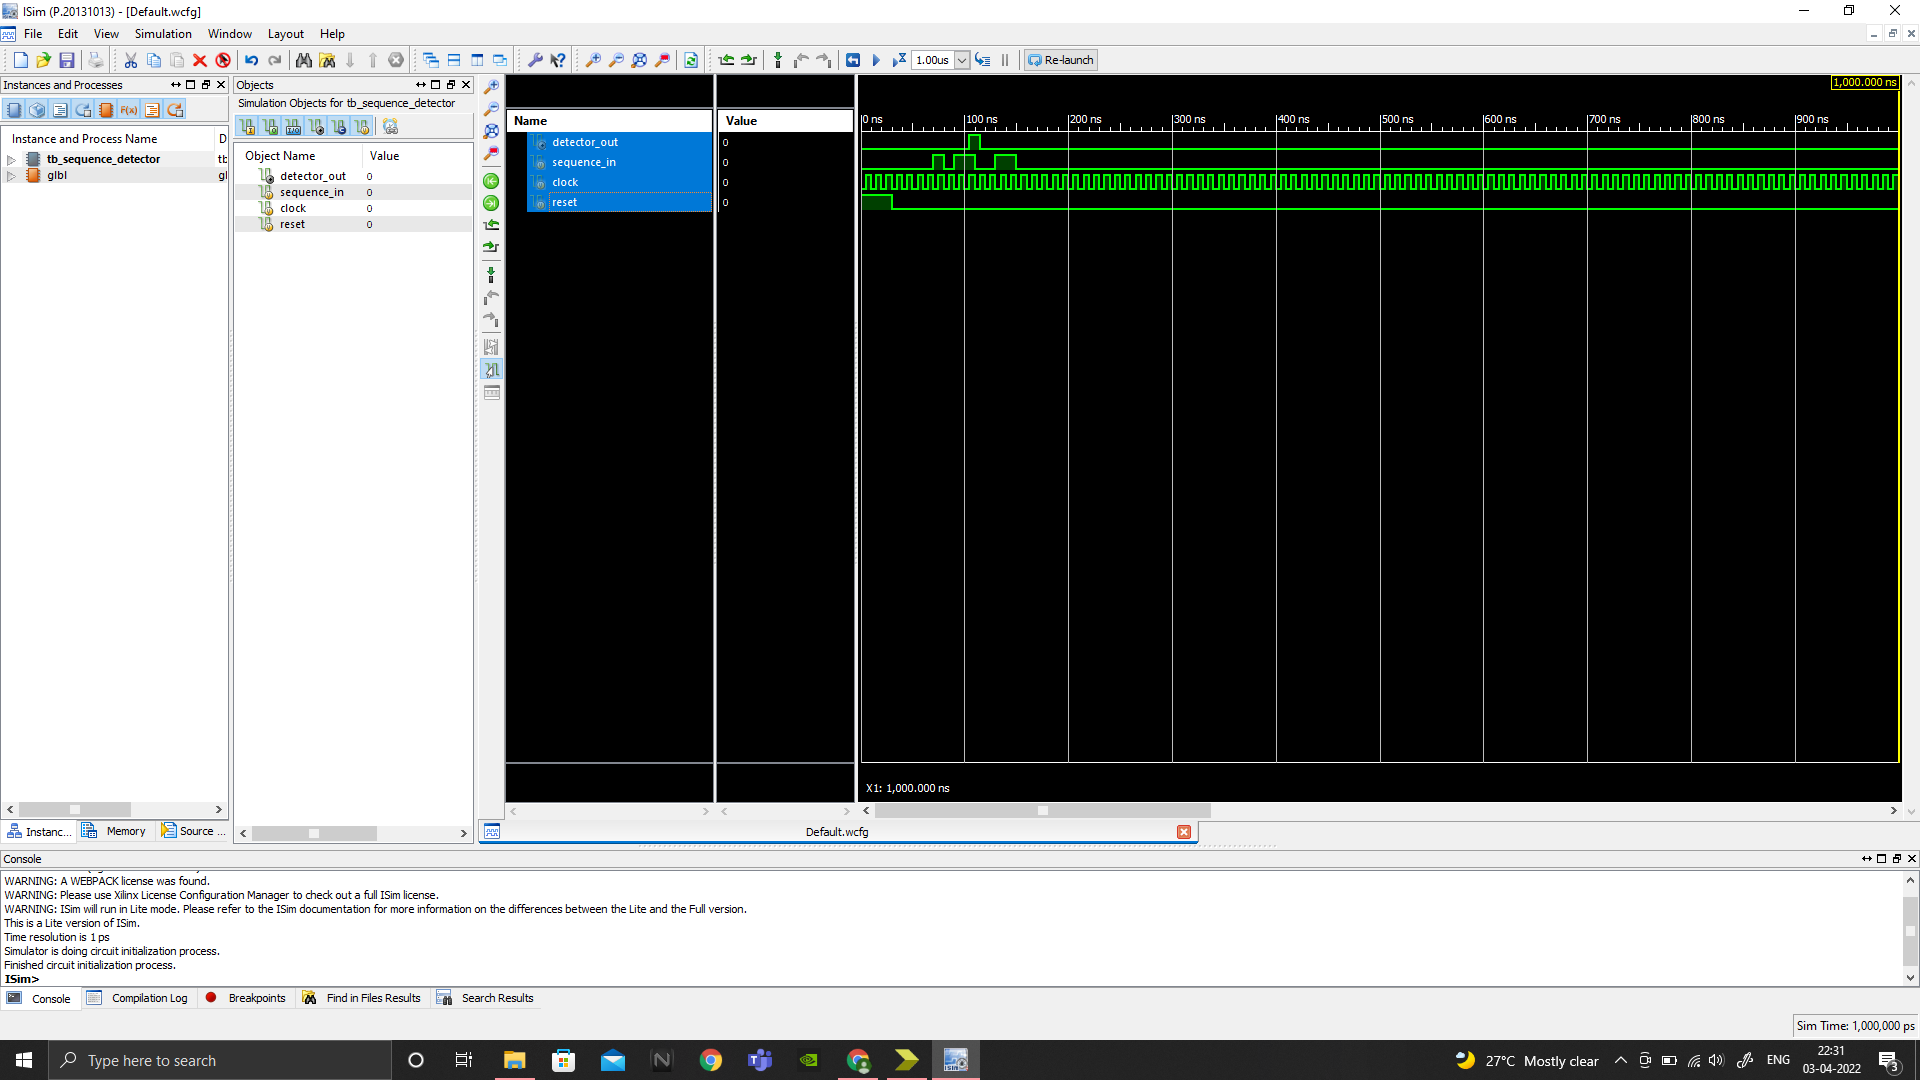 ISim (P.20131013) - [Default.wcfg]
File Edit View Simulation Window Layout Help
1.00us Re-launch
Instances and Processes
Instance and Process Name D
tb_sequence_detector tb
glbl gl
Instanc... Memory Source ...
Objects
Simulation Objects for tb_sequence_detector
Object Name Value
detector_out 0
sequence_in 0
clock 0
reset 0
Name Value
detector_out 0
sequence_in 0
clock 0
reset 0
1,000.000 ns
0 ns 100 ns 200 ns 300 ns 400 ns 500 ns 600 ns 700 ns 800 ns 900 ns
X1: 1,000.000 ns
Default.wcfg
Console
WARNING: A WEBPACK license was found.
WARNING: Please use Xilinx License Configuration Manager to check out a full ISim license.
WARNING: ISim will run in Lite mode. Please refer to the ISim documentation for more information on the differences between the Lite and the Full version.
This is a Lite version of ISim.
Time resolution is 1 ps
Simulator is doing circuit initialization process.
Finished circuit initialization process.
ISim>
Console Compilation Log Breakpoints Find in Files Results Search Results
Sim Time: 1,000,000 ps
Type here to search
27°C Mostly clear
ENG
22:31
03-04-2022
3